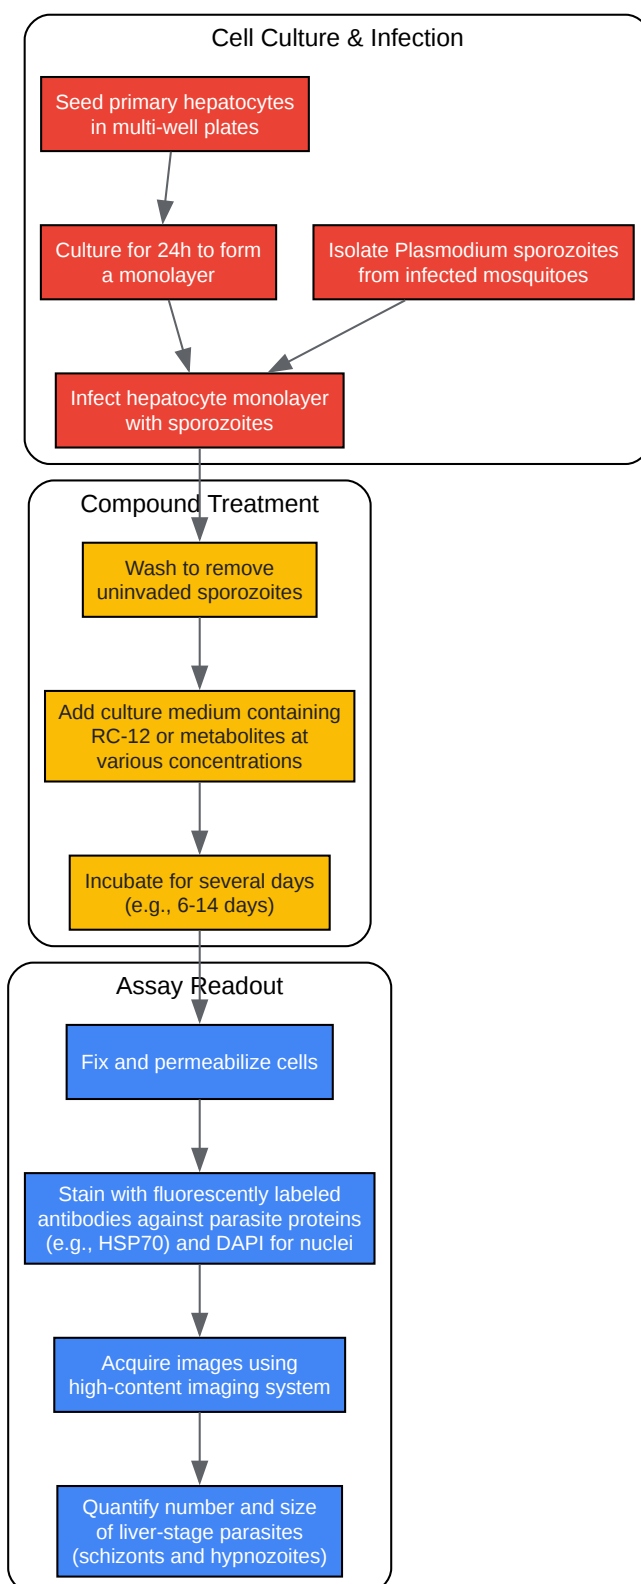 Cell Culture & Infection
Seed primary hepatocytes
in multi-well plates
Culture for 24h to form
a monolayer
Isolate Plasmodium sporozoites
from infected mosquitoes
Infect hepatocyte monolayer
with sporozoites
Compound Treatment
Wash to remove
uninvaded sporozoites
Add culture medium containing
RC-12 or metabolites at
various concentrations
Incubate for several days
(e.g., 6-14 days)
Assay Readout
Fix and permeabilize cells
Stain with fluorescently labeled
antibodies against parasite proteins
(e.g., HSP70) and DAPI for nuclei
Acquire images using
high-content imaging system
Quantify number and size
of liver-stage parasites
(schizonts and hypnozoites)